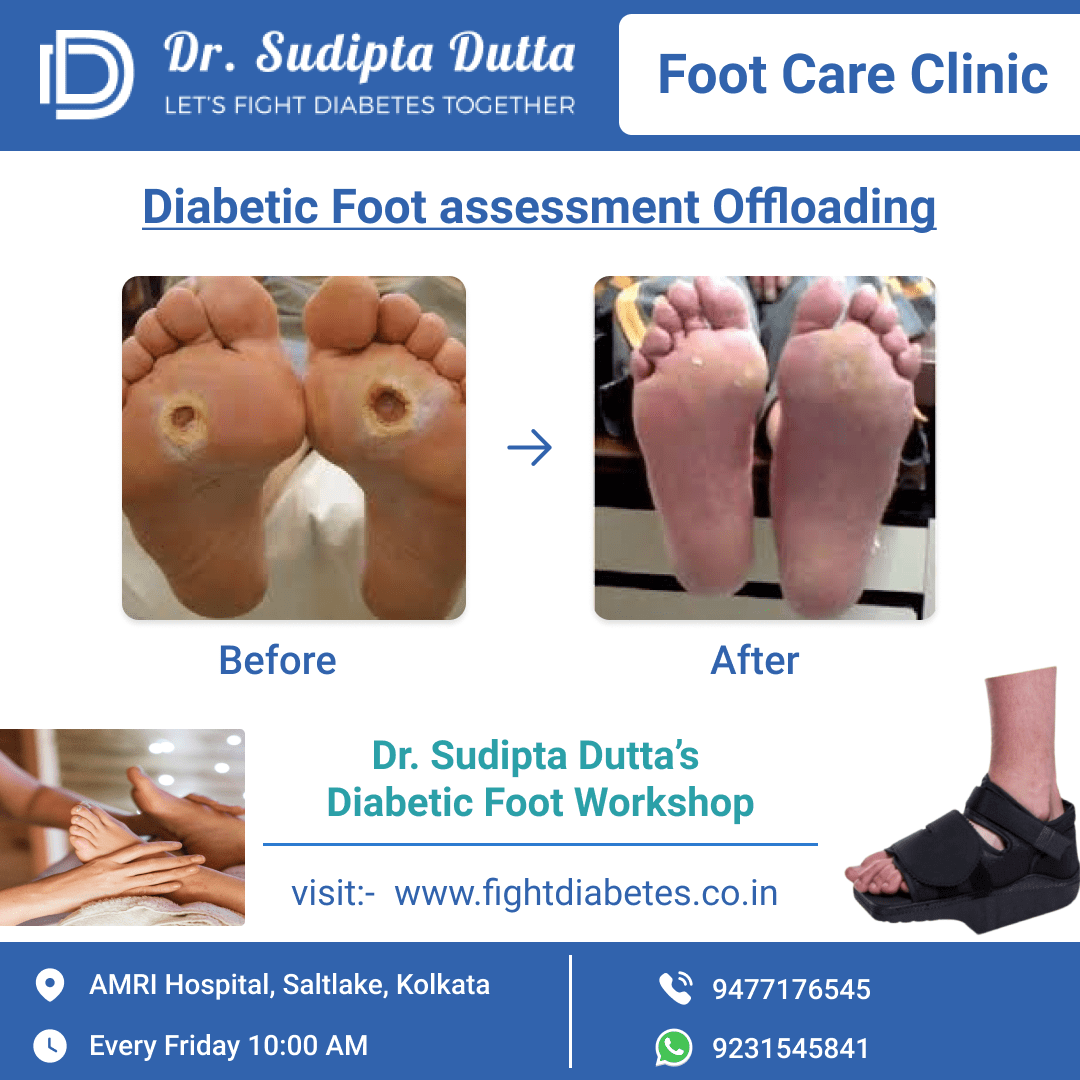 Dr. Sudipta Dutta
LET'S FIGHT DIABETES TOGETHER
Foot Care Clinic
Diabetic Foot assessment Offloading
Before
After
Dr. Sudipta Dutta’s
Diabetic Foot Workshop
visit:- www.fightdiabetes.co.in
AMRI Hospital, Saltlake, Kolkata
Every Friday 10:00 AM
9477176545
9231545841